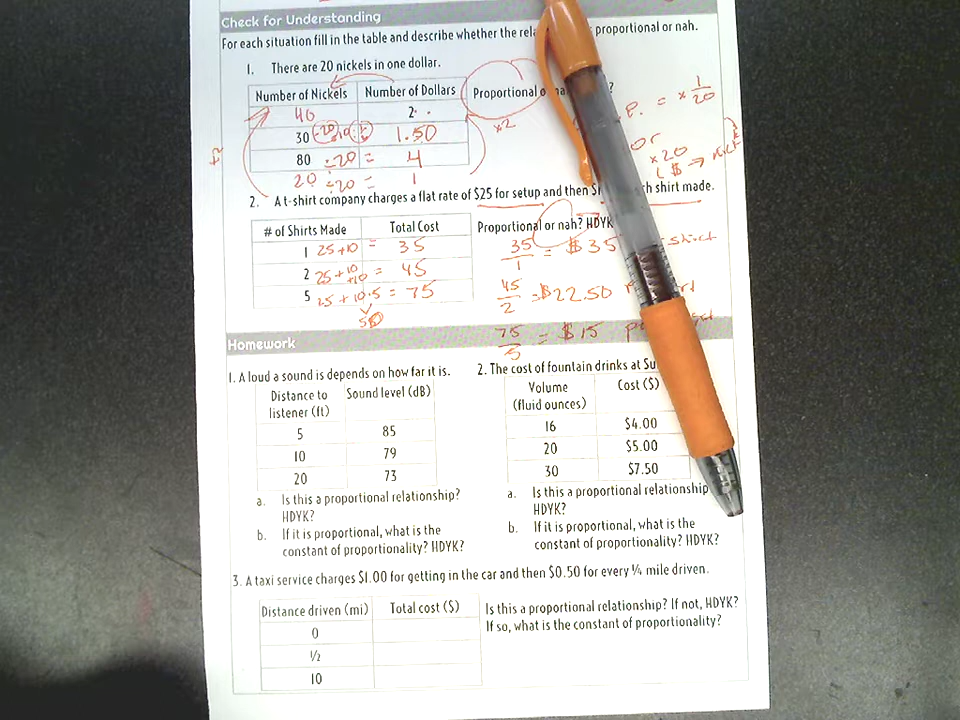 Check for Understanding
For each situation fill in the table and describe whether the proportional or nah.
1. There are 20 nickels in one dollar.
Number of Nickels Number of Dollars Proportional or
40 2
×2
30 1.50
80 ÷20 = 4
20 ÷20 = 1
P. = × 1/20
or
×20
2. A t-shirt company charges a flat rate of $25 for setup and then shirt made.
# of Shirts Made Total Cost Proportional or nah? HDYK
1 25+10 = 35
2 25+10+10 = 45
5 25+10·5 = 75
50
35/1 = $35 shirt
45/2 = $22.50
75/5 = $15
Homework
1. A loud a sound is depends on how far it is.
Distance to listener (ft) Sound level (dB)
5 85
10 79
20 73
a. Is this a proportional relationship?
HDYK?
b. If it is proportional, what is the
constant of proportionality? HDYK?
2. The cost of fountain drinks at Su
Volume (fluid ounces) Cost ($)
16 $4.00
20 $5.00
30 $7.50
a. Is this a proportional relationship
HDYK?
b. If it is proportional, what is the
constant of proportionality? HDYK?
3. A taxi service charges $1.00 for getting in the car and then $0.50 for every ¼ mile driven.
Distance driven (mi) Total cost ($)
0
½
10
Is this a proportional relationship? If not, HDYK?
If so, what is the constant of proportionality?